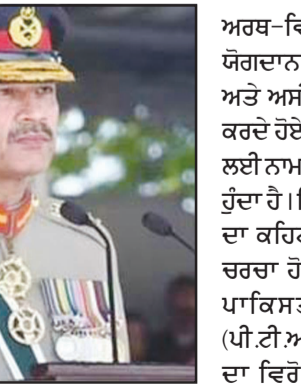 ਅਰਥ-ਵਿ
ਯੋਗਦਾਨ
ਅਤੇ ਅਸੀ
ਕਰਦੇ ਹੋਏ
ਲਈ ਨਾਮ
ਹੁੰਦਾ ਹੈ।
ਦਾ ਕਹਿਣ
ਚਰਚਾ ਹੋ
ਪਾਕਿਸਤ
(ਪੀ.ਟੀ.ਅ
ਦਾ ਵਿਰੋ